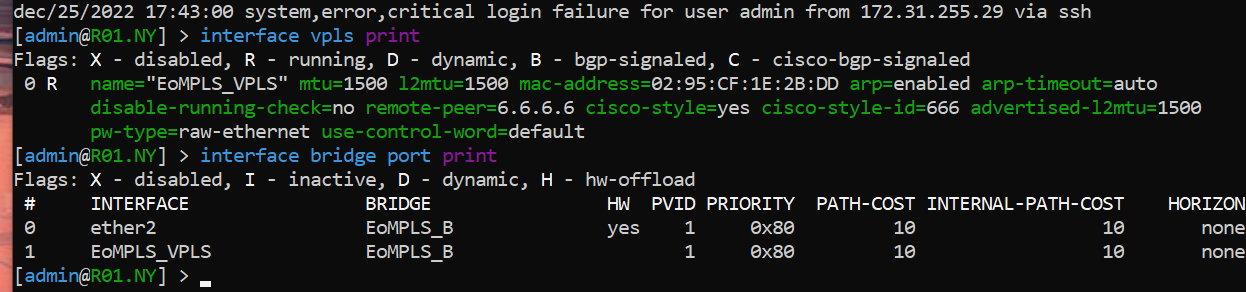 dec/25/2022 17:43:00 system,error,critical login failure for user admin from 172.31.255.29 via ssh
[admin@R01.NY] > interface vpls print
Flags: X - disabled, R - running, D - dynamic, B - bgp-signaled, C - cisco-bgp-signaled
0 R name="EoMPLS_VPLS" mtu=1500 l2mtu=1500 mac-address=02:95:CF:1E:2B:DD arp=enabled arp-timeout=auto
disable-running-check=no remote-peer=6.6.6.6 cisco-style=yes cisco-style-id=666 advertised-l2mtu=1500
pw-type=raw-ethernet use-control-word=default
[admin@R01.NY] > interface bridge port print
Flags: X - disabled, I - inactive, D - dynamic, H - hw-offload
# INTERFACE BRIDGE HW PVID PRIORITY PATH-COST INTERNAL-PATH-COST HORIZON
0 ether2 EoMPLS_B yes 1 0x80 10 10 none
1 EoMPLS_VPLS EoMPLS_B 1 0x80 10 10 none
[admin@R01.NY] >